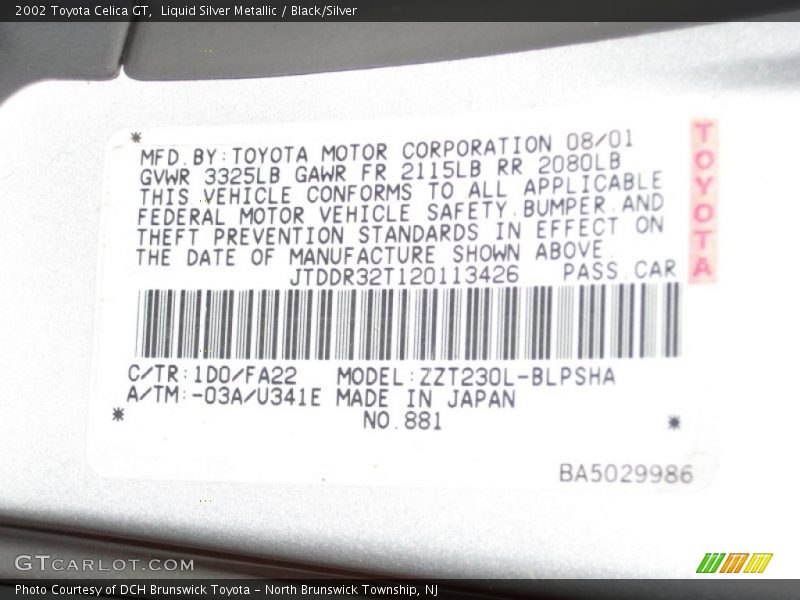 2002 Toyota Celica GT,  Liquid Silver Metallic / Black/Silver
* MFD. BY: TOYOTA MOTOR CORPORATION 08/01
GVWR 3325LB GAWR FR 2115LB RR 2080LB
THIS VEHICLE CONFORMS TO ALL APPLICABLE
FEDERAL MOTOR VEHICLE SAFETY. BUMPER. AND
THEFT PREVENTION STANDARDS IN EFFECT ON
THE DATE OF MANUFACTURE SHOWN ABOVE.
JTDDR32T120113426 PASS. CAR
TOYOTA
C/TR: 1D0/FA22 MODEL: ZZT230L-BLPSHA
A/TM: -03A/U341E MADE IN JAPAN
* NO. 881 *
BA5029986
GTCARLOT.COM
Photo Courtesy of DCH Brunswick Toyota – North Brunswick Township, NJ